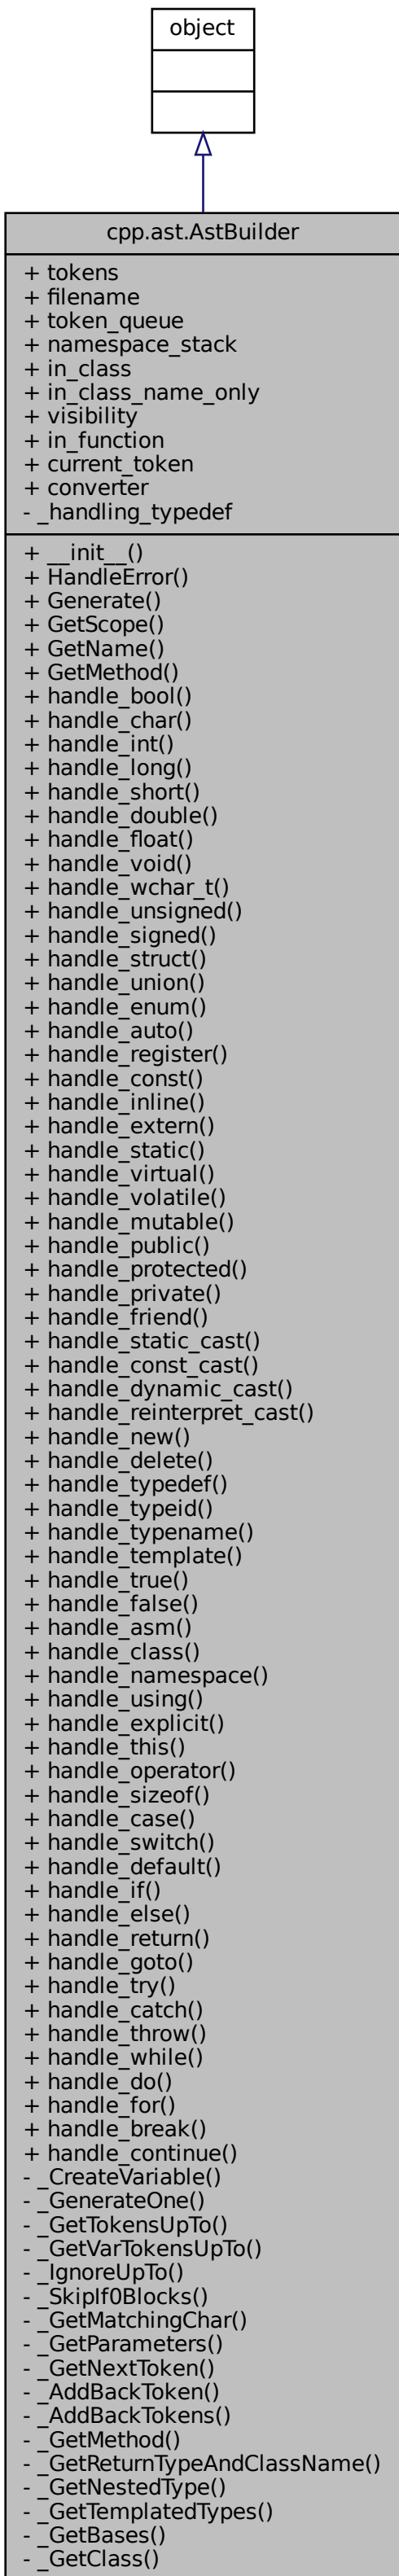 object
cpp.ast.AstBuilder
+ tokens
+ filename
+ token_queue
+ namespace_stack
+ in_class
+ in_class_name_only
+ visibility
+ in_function
+ current_token
+ converter
- _handling_typedef
+ __init__()
+ HandleError()
+ Generate()
+ GetScope()
+ GetName()
+ GetMethod()
+ handle_bool()
+ handle_char()
+ handle_int()
+ handle_long()
+ handle_short()
+ handle_double()
+ handle_float()
+ handle_void()
+ handle_wchar_t()
+ handle_unsigned()
+ handle_signed()
+ handle_struct()
+ handle_union()
+ handle_enum()
+ handle_auto()
+ handle_register()
+ handle_const()
+ handle_inline()
+ handle_extern()
+ handle_static()
+ handle_virtual()
+ handle_volatile()
+ handle_mutable()
+ handle_public()
+ handle_protected()
+ handle_private()
+ handle_friend()
+ handle_static_cast()
+ handle_const_cast()
+ handle_dynamic_cast()
+ handle_reinterpret_cast()
+ handle_new()
+ handle_delete()
+ handle_typedef()
+ handle_typeid()
+ handle_typename()
+ handle_template()
+ handle_true()
+ handle_false()
+ handle_asm()
+ handle_class()
+ handle_namespace()
+ handle_using()
+ handle_explicit()
+ handle_this()
+ handle_operator()
+ handle_sizeof()
+ handle_case()
+ handle_switch()
+ handle_default()
+ handle_if()
+ handle_else()
+ handle_return()
+ handle_goto()
+ handle_try()
+ handle_catch()
+ handle_throw()
+ handle_while()
+ handle_do()
+ handle_for()
+ handle_break()
+ handle_continue()
- _CreateVariable()
- _GenerateOne()
- _GetTokensUpTo()
- _GetVarTokensUpTo()
- _IgnoreUpTo()
- _SkipIf0Blocks()
- _GetMatchingChar()
- _GetParameters()
- _GetNextToken()
- _AddBackToken()
- _AddBackTokens()
- _GetMethod()
- _GetReturnTypeAndClassName()
- _GetNestedType()
- _GetTemplatedTypes()
- _GetBases()
- _GetClass()